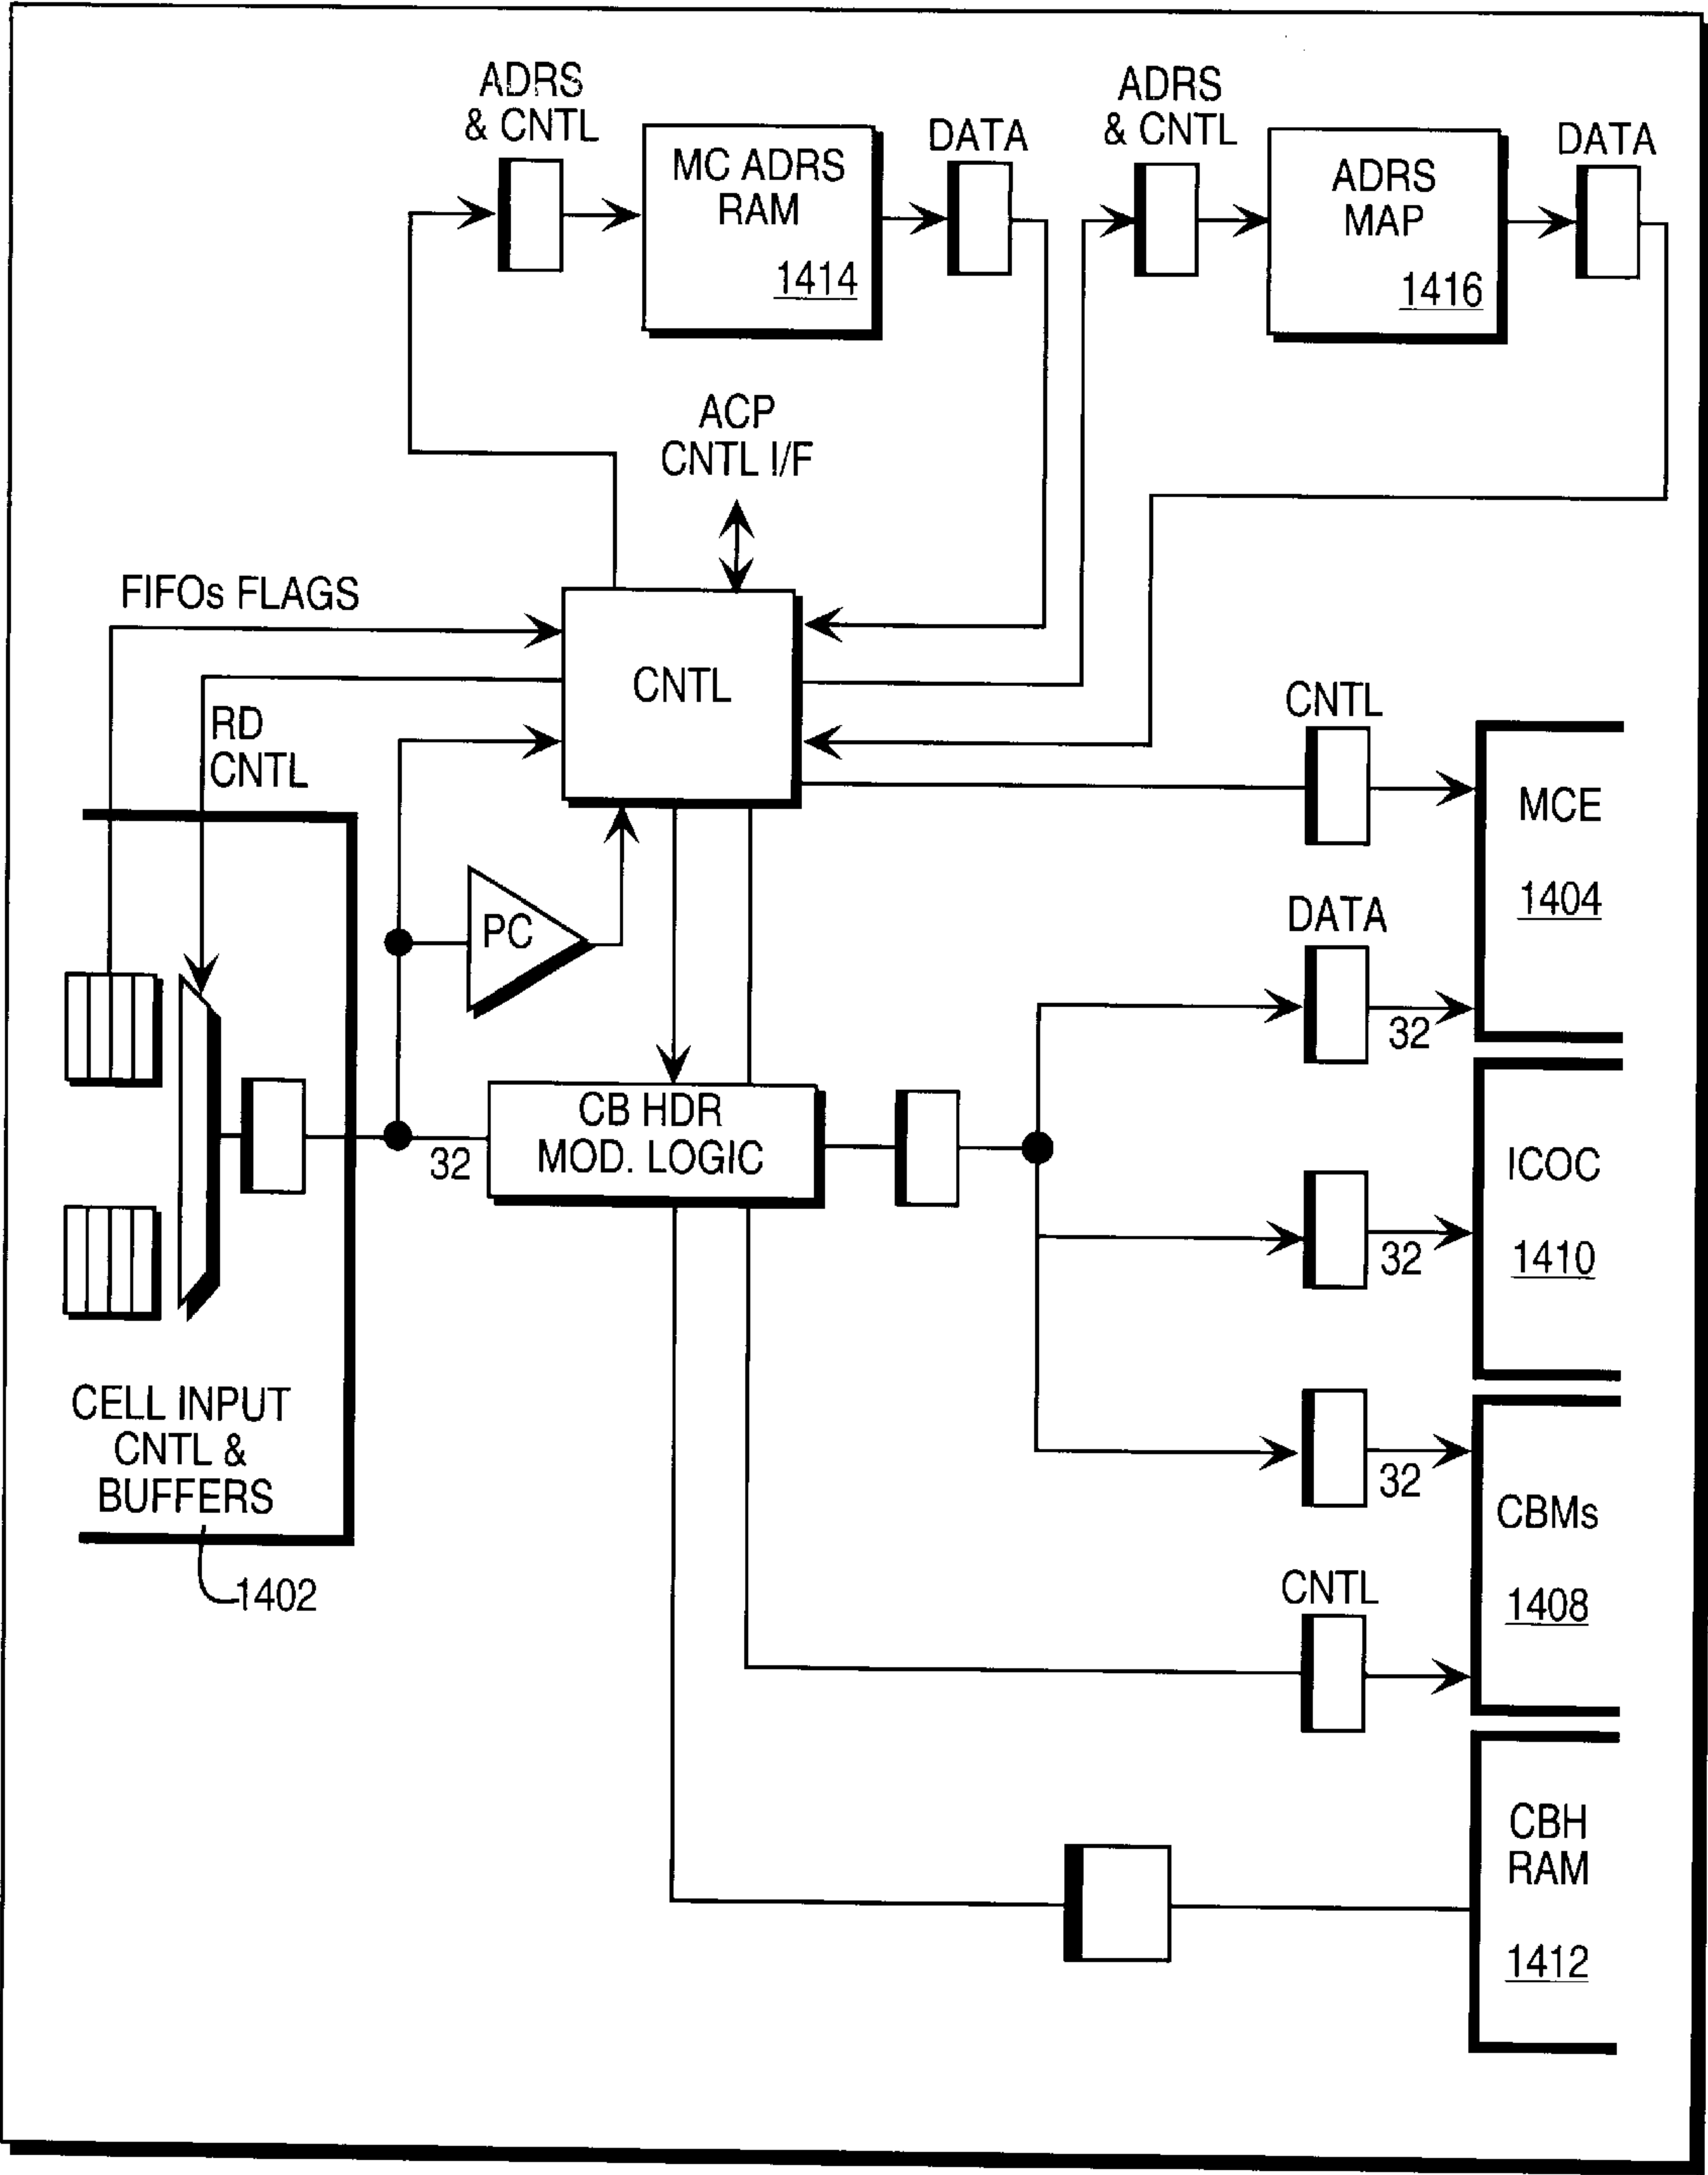 ADRS
& CNTL
MC ADRS
RAM
1414
DATA
ADRS
& CNTL
ADRS
MAP
1416
DATA
ACP
CNTL I/F
FIFOs FLAGS
CNTL
RD
CNTL
CNTL
MCE
1404
PC
DATA
32
CB HDR
MOD. LOGIC
32
ICOC
1410
32
CELL INPUT
CNTL &
BUFFERS
1402
32
CBMs
1408
CNTL
CBH
RAM
1412